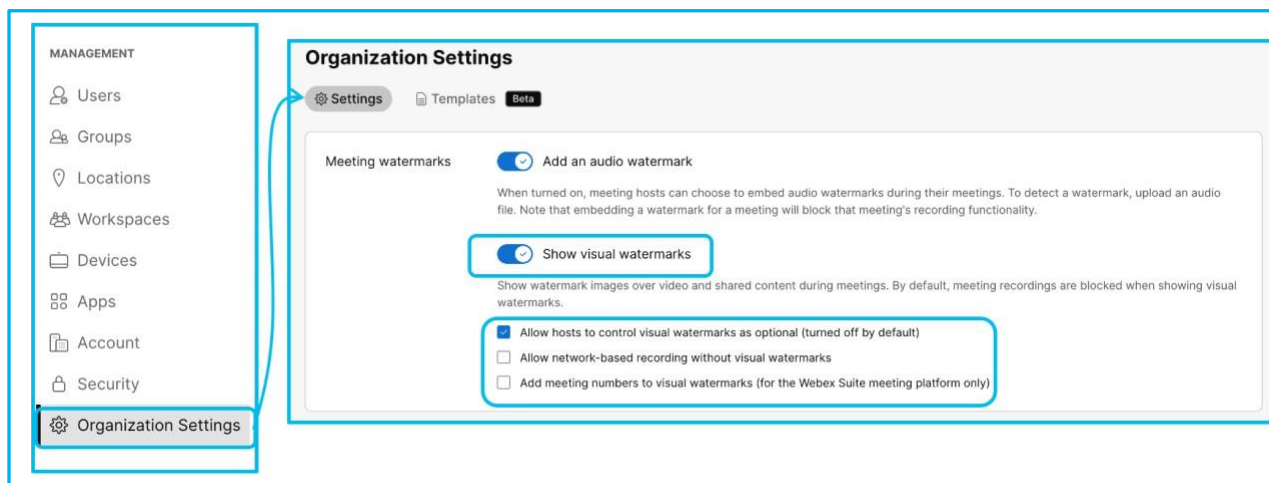 MANAGEMENT
Users
Groups
Locations
Workspaces
Devices
Apps
Account
Security
Organization Settings
Organization Settings
Settings
Templates
Beta
Meeting watermarks
Add an audio watermark
When turned on, meeting hosts can choose to embed audio watermarks during their meetings. To detect a watermark, upload an audio
file. Note that embedding a watermark for a meeting will block that meeting's recording functionality.
Show visual watermarks
Show watermark images over video and shared content during meetings. By default, meeting recordings are blocked when showing visual
watermarks.
Allow hosts to control visual watermarks as optional (turned off by default)
Allow network-based recording without visual watermarks
Add meeting numbers to visual watermarks (for the Webex Suite meeting platform only)